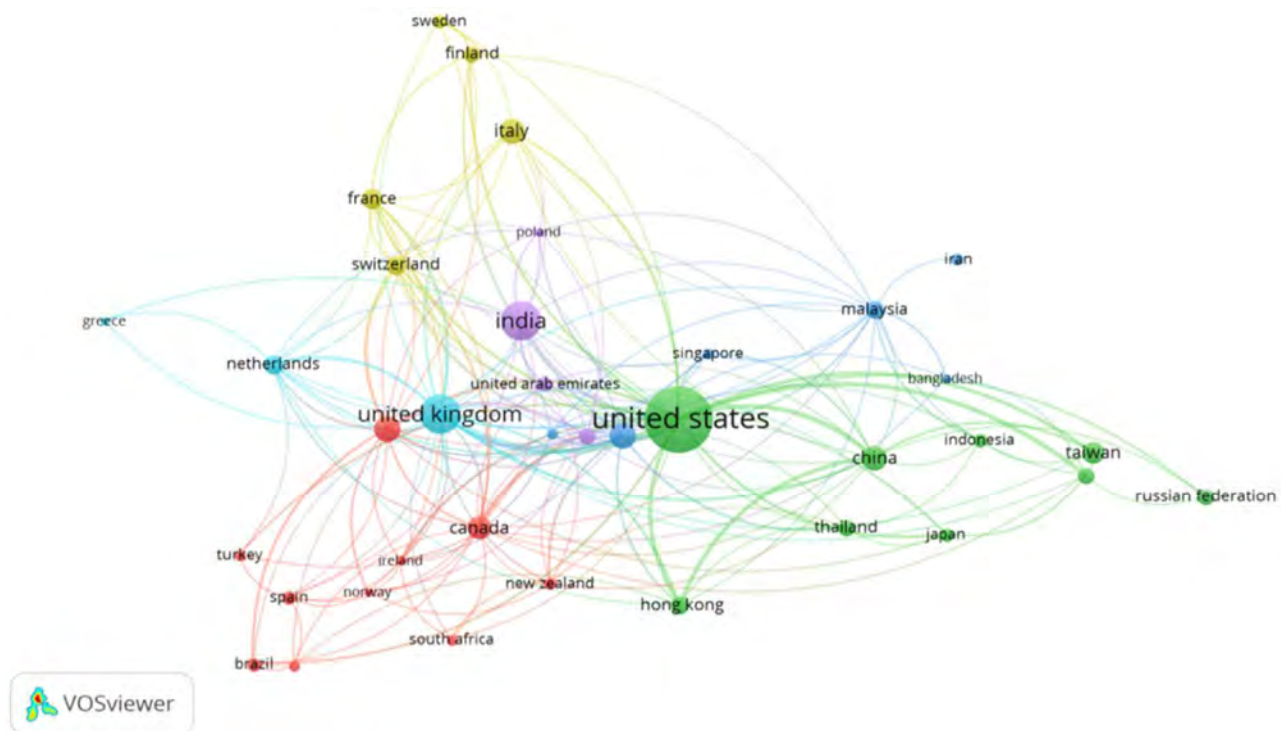 sweden
finland
italy
france
poland
switzerland
iran
malaysia
greece
india
singapore
netherlands
united arab emirates
bangladesh
united kingdom
united states
indonesia
taiwan
china
russian federation
canada
thailand
japan
turkey
ireland
new zealand
norway
spain
hong kong
south africa
brazil
VOSviewer